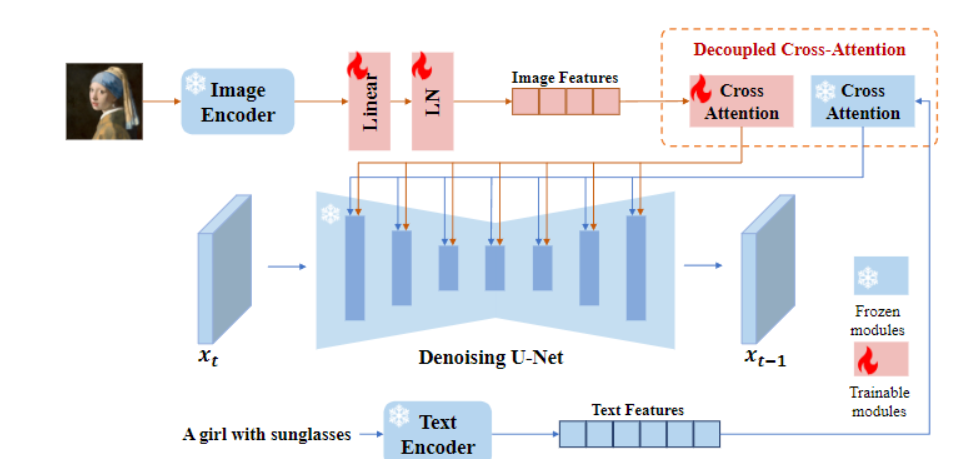 Decoupled Cross-Attention
Image
Encoder
Linear
LN
Image Features
Cross
Attention
Cross
Attention
x_t
Denoising U-Net
x_{t-1}
Frozen
modules
Trainable
modules
A girl with sunglasses
Text
Encoder
Text Features